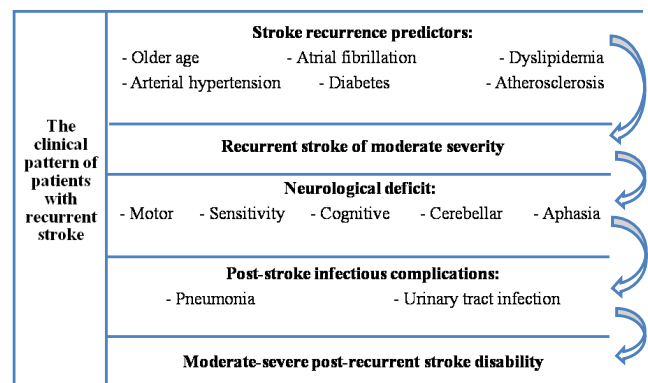 The
clinical
pattern of
patients
with
recurrent
stroke
Stroke recurrence predictors:
- Older age - Atrial fibrillation - Dyslipidemia
- Arterial hypertension - Diabetes - Atherosclerosis
Recurrent stroke of moderate severity
Neurological deficit:
- Motor - Sensitivity - Cognitive - Cerebellar - Aphasia
Post-stroke infectious complications:
- Pneumonia - Urinary tract infection
Moderate-severe post-recurrent stroke disability